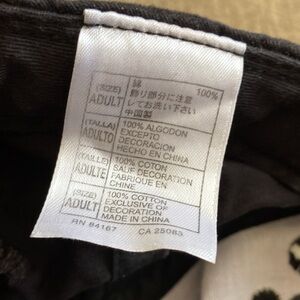 (SIZE) 綿 100%
ADULT 飾り部分に注意
してお洗い下さい
中国製
(TALLA) 100% ALGODON
ADULTO EXCEPTO
DECORACION
HECHO EN CHINA
(TAILLE) 100% COTON
ADULTE SAUF DECORATION
FABRIQUE EN
CHINE
(SIZE) 100% COTTON
ADULT EXCLUSIVE OF
DECORATION
MADE IN CHINA
RN 84167 CA 25083